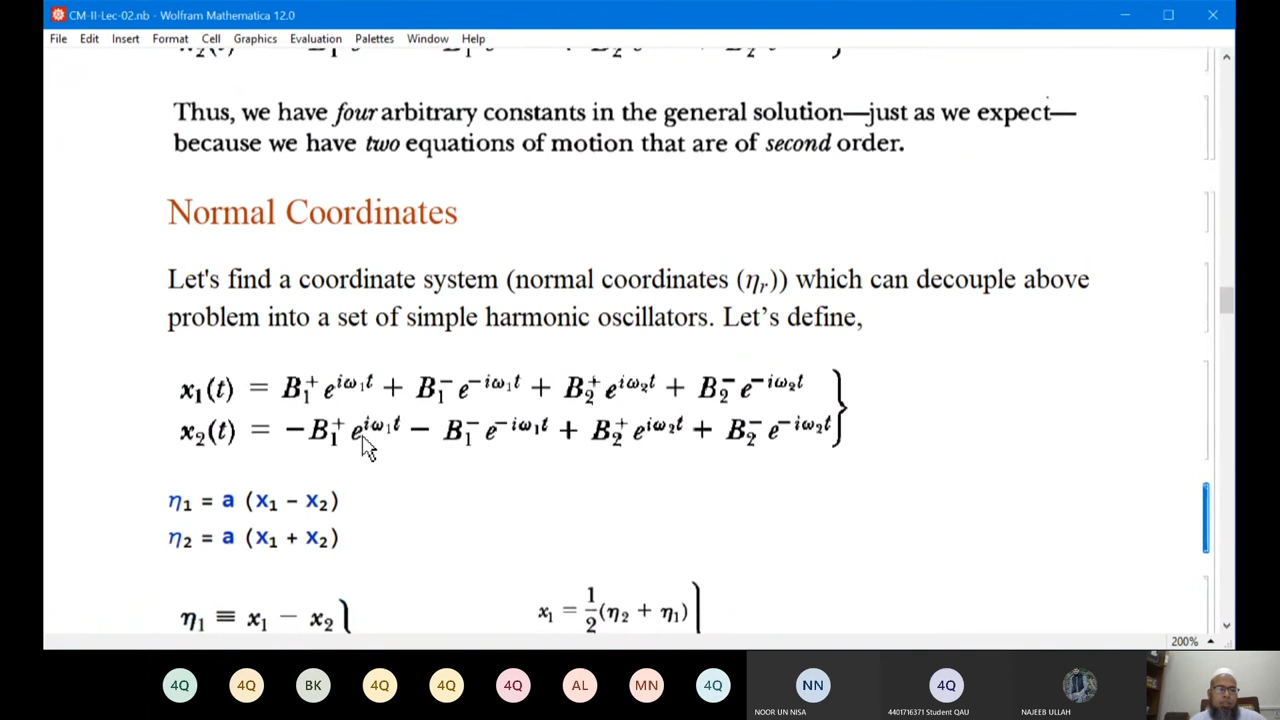 CM-II-Lec-02.nb - Wolfram Mathematica 12.0
File Edit Insert Format Cell Graphics Evaluation Palettes Window Help
Thus, we have four arbitrary constants in the general solution—just as we expect—
because we have two equations of motion that are of second order.
Normal Coordinates
Let's find a coordinate system (normal coordinates (η_r)) which can decouple above
problem into a set of simple harmonic oscillators. Let’s define,
x₁(t) = B₁⁺ e^{iω₁t} + B₁⁻ e^{−iω₁t} + B₂⁺ e^{iω₂t} + B₂⁻ e^{−iω₂t}
x₂(t) = −B₁⁺ e^{iω₁t} − B₁⁻ e^{−iω₁t} + B₂⁺ e^{iω₂t} + B₂⁻ e^{−iω₂t}
η₁ = a (x₁ - x₂)
η₂ = a (x₁ + x₂)
η₁ ≡ x₁ − x₂
x₁ = 1/2 (η₂ + η₁)
200%
4Q 4Q BK 4Q 4Q 4Q AL MN 4Q NN 4Q
NOOR UN NISA 4401716371 Student QAU NAJEEB ULLAH